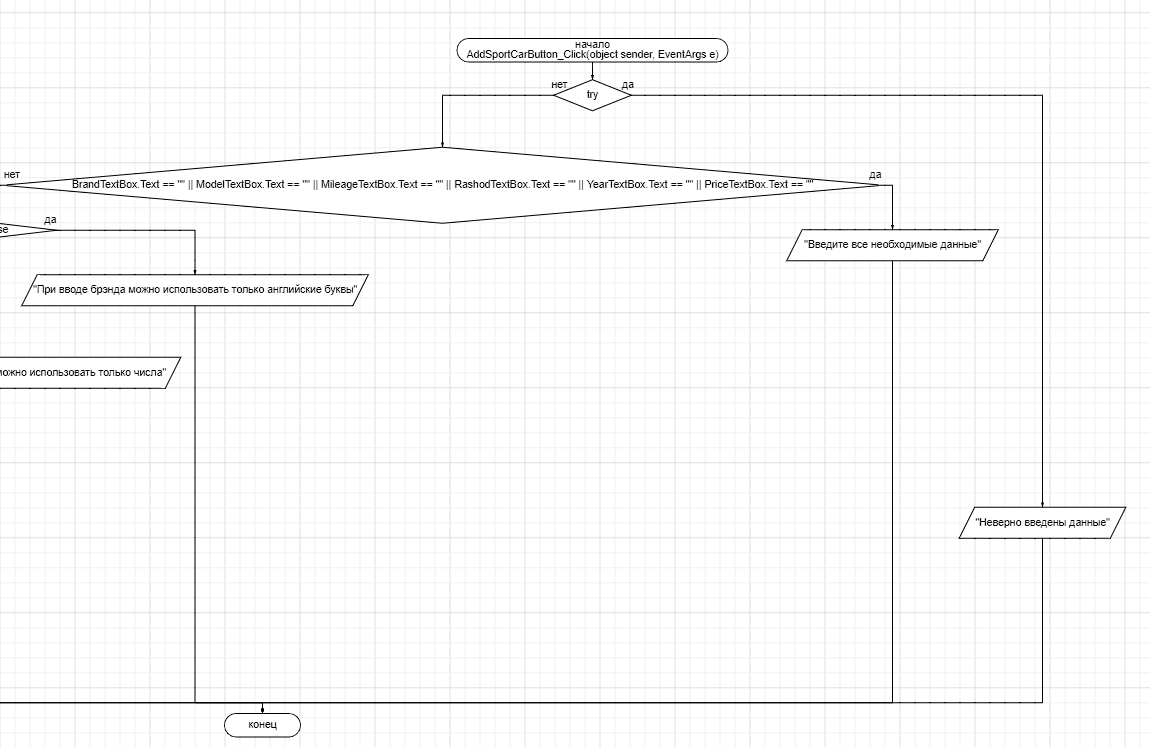 начало
AddSportCarButton_Click(object sender, EventArgs e)
нет
да
try
нет
да
BrandTextBox.Text == "" || ModelTextBox.Text == "" || MileageTextBox.Text == "" || RashodTextBox.Text == "" || YearTextBox.Text == "" || PriceTextBox.Text == ""
да
se
"Введите все необходимые данные"
"При вводе брэнда можно использовать только английские буквы"
можно использовать только числа"
"Неверно введены данные"
конец